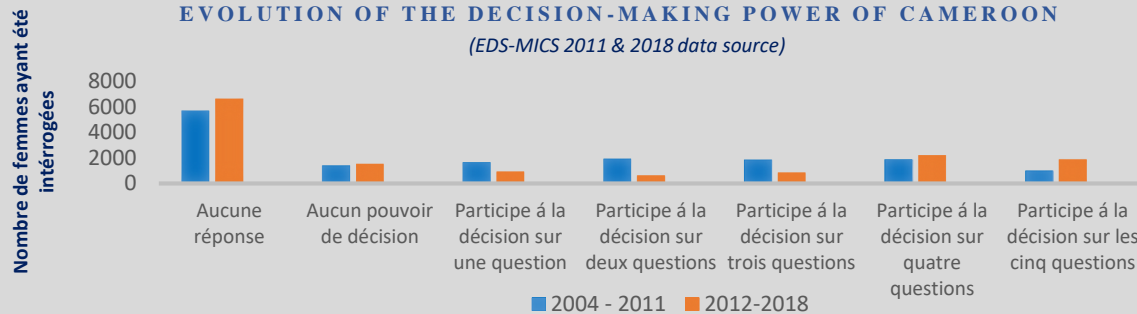 EVOLUTION OF THE DECISION-MAKING POWER OF CAMEROON
(EDS-MICS 2011 & 2018 data source)
Nombre de femmes ayant été
intérrogées
8000
6000
4000
2000
0
Aucune
réponse
Aucun pouvoir
de décision
Participe á la
décision sur
une question
Participe á la
décision sur
deux questions
Participe á la
décision sur
trois questions
Participe á la
décision sur
quatre
questions
Participe á la
décision sur les
cinq questions
2004 - 2011
2012-2018